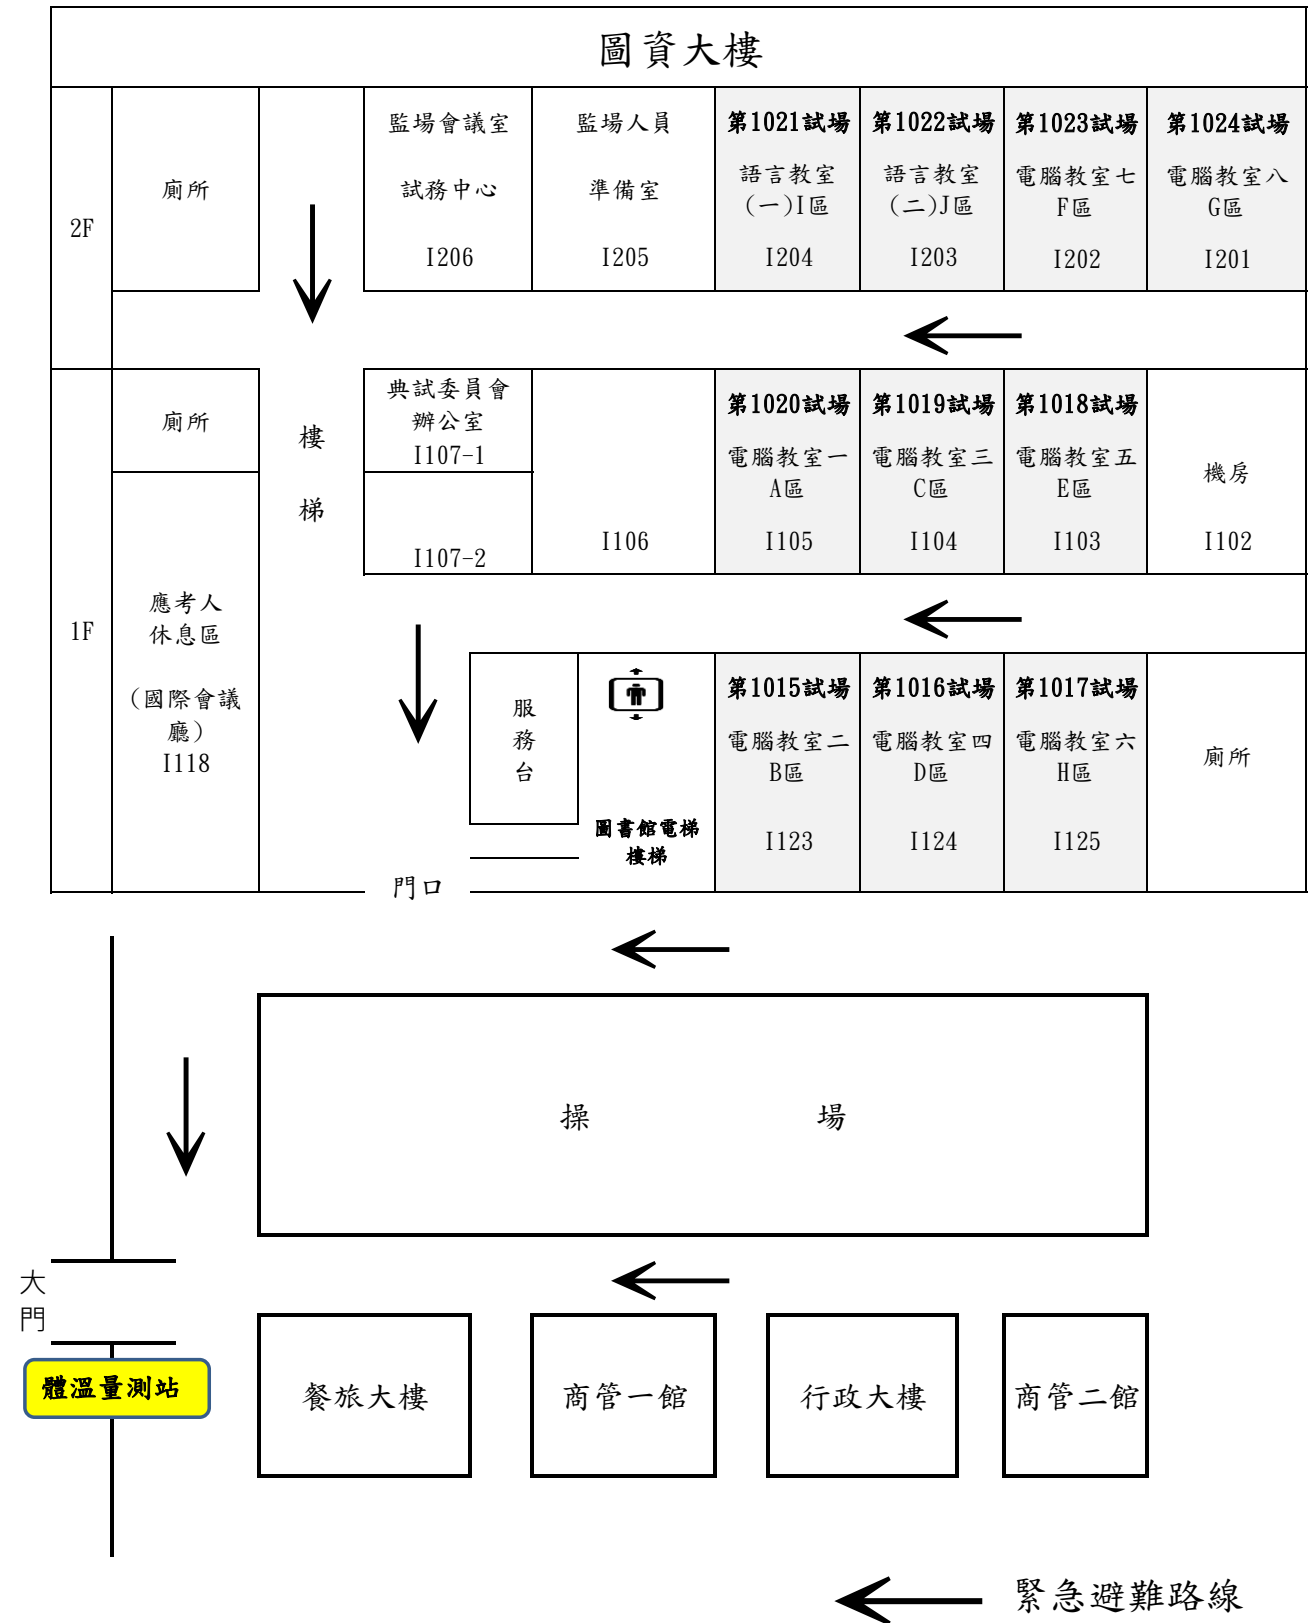 圖資大樓
2F
廁所
監場會議室
試務中心
I206
監場人員
準備室
I205
第1021試場
語言教室
(一)I區
I204
第1022試場
語言教室
(二)J區
I203
第1023試場
電腦教室七
F區
I202
第1024試場
電腦教室八
G區
I201
1F
廁所
樓
梯
典試委員會
辦公室
I107-1
I107-2
I106
第1020試場
電腦教室一
A區
I105
第1019試場
電腦教室三
C區
I104
第1018試場
電腦教室五
E區
I103
機房
I102
應考人
休息區
(國際會議
廳)
I118
服
務
台
圖書館電梯
樓梯
第1015試場
電腦教室二
B區
I123
第1016試場
電腦教室四
D區
I124
第1017試場
電腦教室六
H區
I125
廁所
門口
操 場
大
門
體溫量測站
餐旅大樓
商管一館
行政大樓
商管二館
緊急避難路線